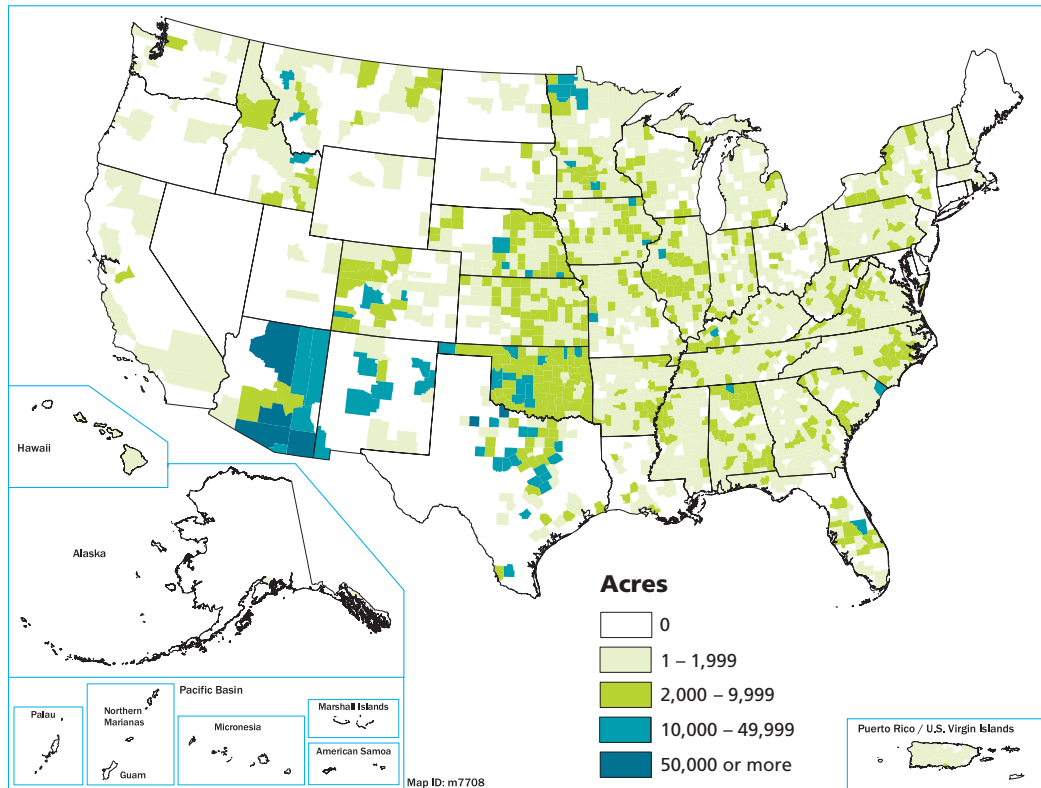 Hawaii
Alaska
Pacific Basin
Palau
Northern
Marianas
Guam
Micronesia
Marshall Islands
American Samoa
Map ID: m7708
Acres
0
1 – 1,999
2,000 – 9,999
10,000 – 49,999
50,000 or more
Puerto Rico / U.S. Virgin Islands